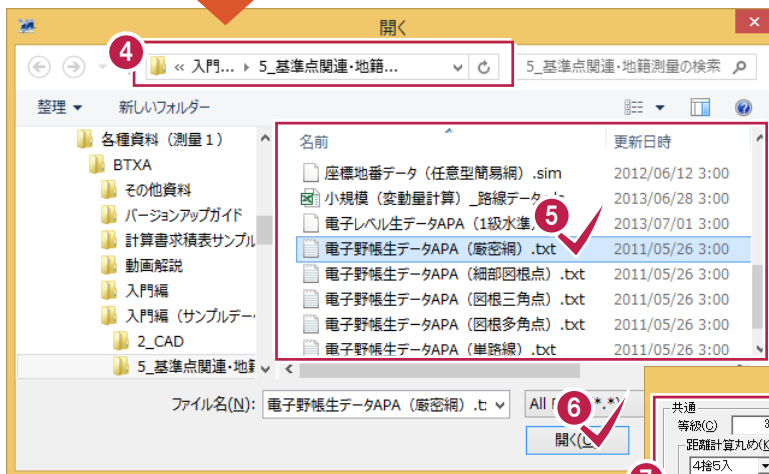 開く
4
« 入門... ▸ 5_基準点関連・地籍...
5_基準点関連・地籍測量の検索
整理 ▼ 新しいフォルダー
各種資料（測量１）
BTXA
その他資料
バージョンアップガイド
計算書求積表サンプル
動画解説
入門編
入門編（サンプルデー
2_CAD
5_基準点関連・地
名前 更新日時
座標地番データ（任意型簡易網）.sim 2012/06/12 3:00
小規模（変動量計算）_路線データ 2013/06/28 3:00
5
電子レベル生データAPA（1級水準 2013/07/01 3:00
電子野帳生データAPA（厳密網）.txt 2011/05/26 3:00
電子野帳生データAPA（細部図根点）.txt 2011/05/26 3:00
電子野帳生データAPA（図根三角点）.txt 2011/05/26 3:00
電子野帳生データAPA（図根多角点）.txt 2011/05/26 3:00
電子野帳生データAPA（単路線）.txt 2011/05/26 3:00
ファイル名(N): 電子野帳生データAPA（厳密網）.t
All
6
開く(
共通
等級(C) 3
距離計算丸め(K
4捨5入
7